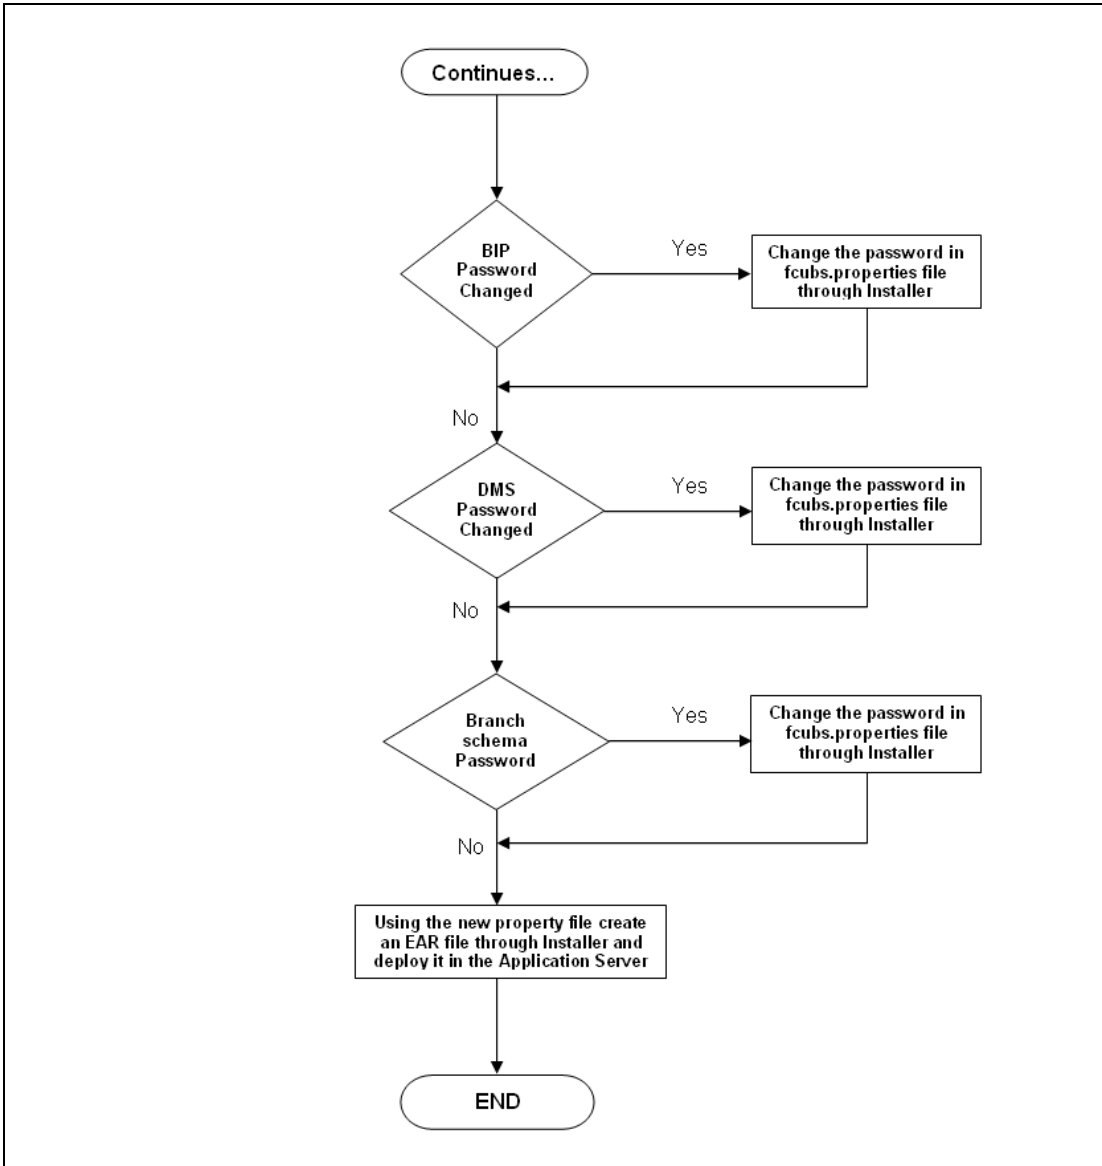 Continues...
BIP
Password
Changed
Yes
Change the password in
fcubs.properties file
through Installer
No
DMS
Password
Changed
Yes
Change the password in
fcubs.properties file
through Installer
No
Branch
schema
Password
Yes
Change the password in
fcubs.properties file
through Installer
No
Using the new property file create
an EAR file through Installer and
deploy it in the Application Server
END